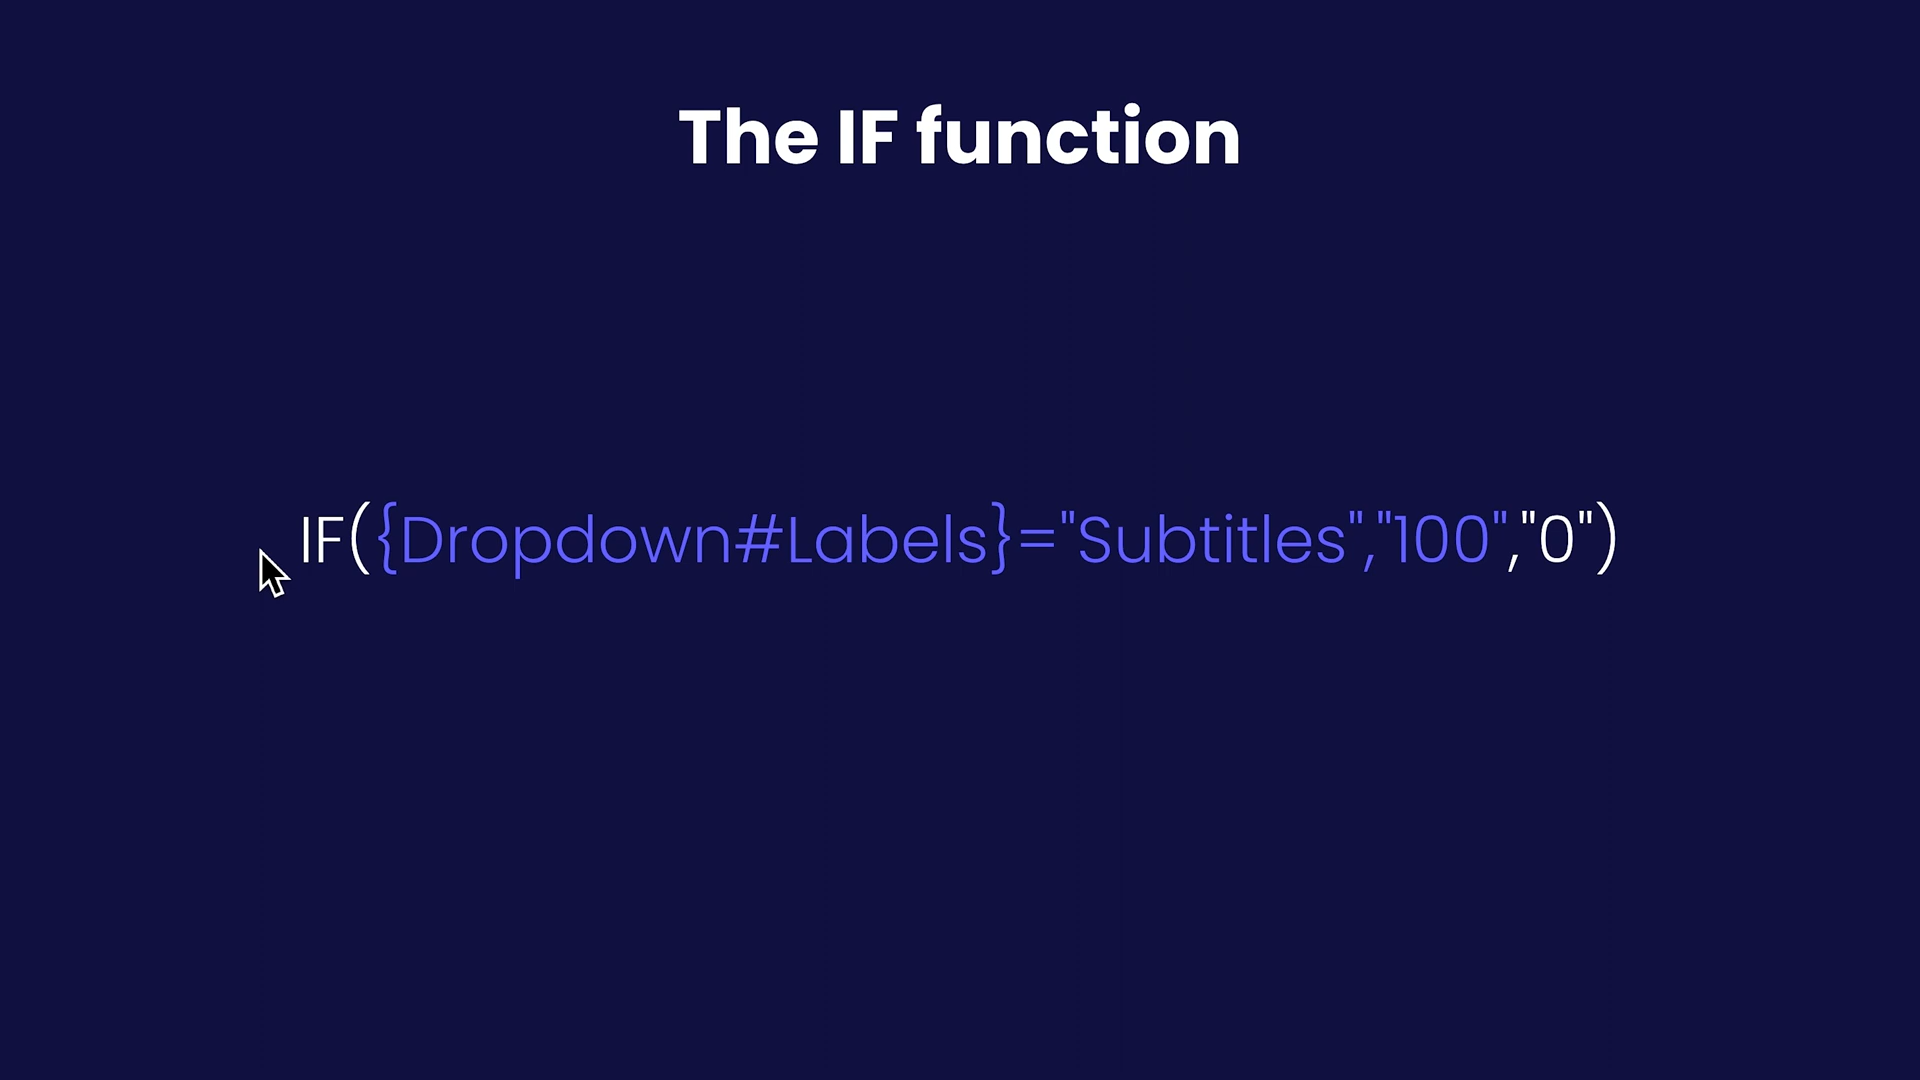 The IF function
IF({Dropdown#Labels}="Subtitles","100","0")